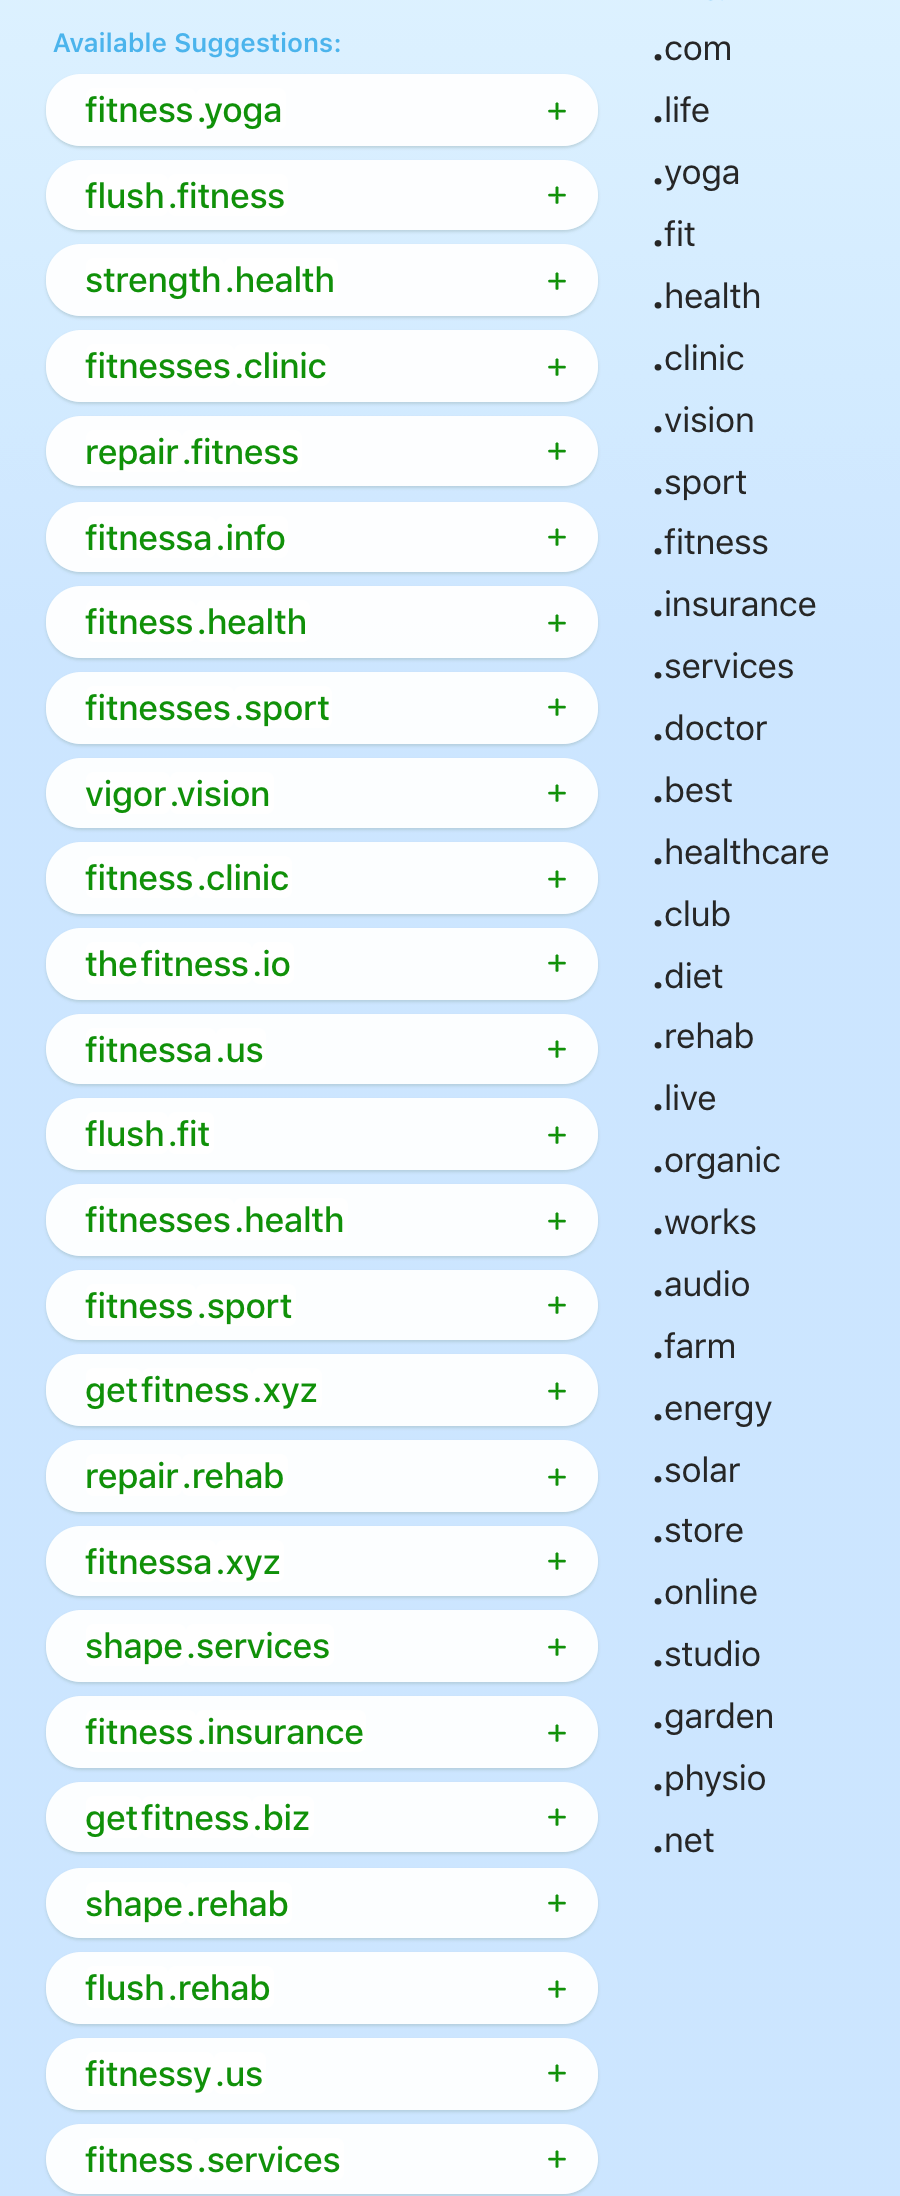 Available Suggestions:
fitness.yoga +
flush.fitness +
strength.health +
fitnesses.clinic +
repair.fitness +
fitnessa.info +
fitness.health +
fitnesses.sport +
vigor.vision +
fitness.clinic +
thefitness.io +
fitnessa.us +
flush.fit +
fitnesses.health +
fitness.sport +
getfitness.xyz +
repair.rehab +
fitnessa.xyz +
shape.services +
fitness.insurance +
getfitness.biz +
shape.rehab +
flush.rehab +
fitnessy.us +
fitness.services +
.com
.life
.yoga
.fit
.health
.clinic
.vision
.sport
.fitness
.insurance
.services
.doctor
.best
.healthcare
.club
.diet
.rehab
.live
.organic
.works
.audio
.farm
.energy
.solar
.store
.online
.studio
.garden
.physio
.net